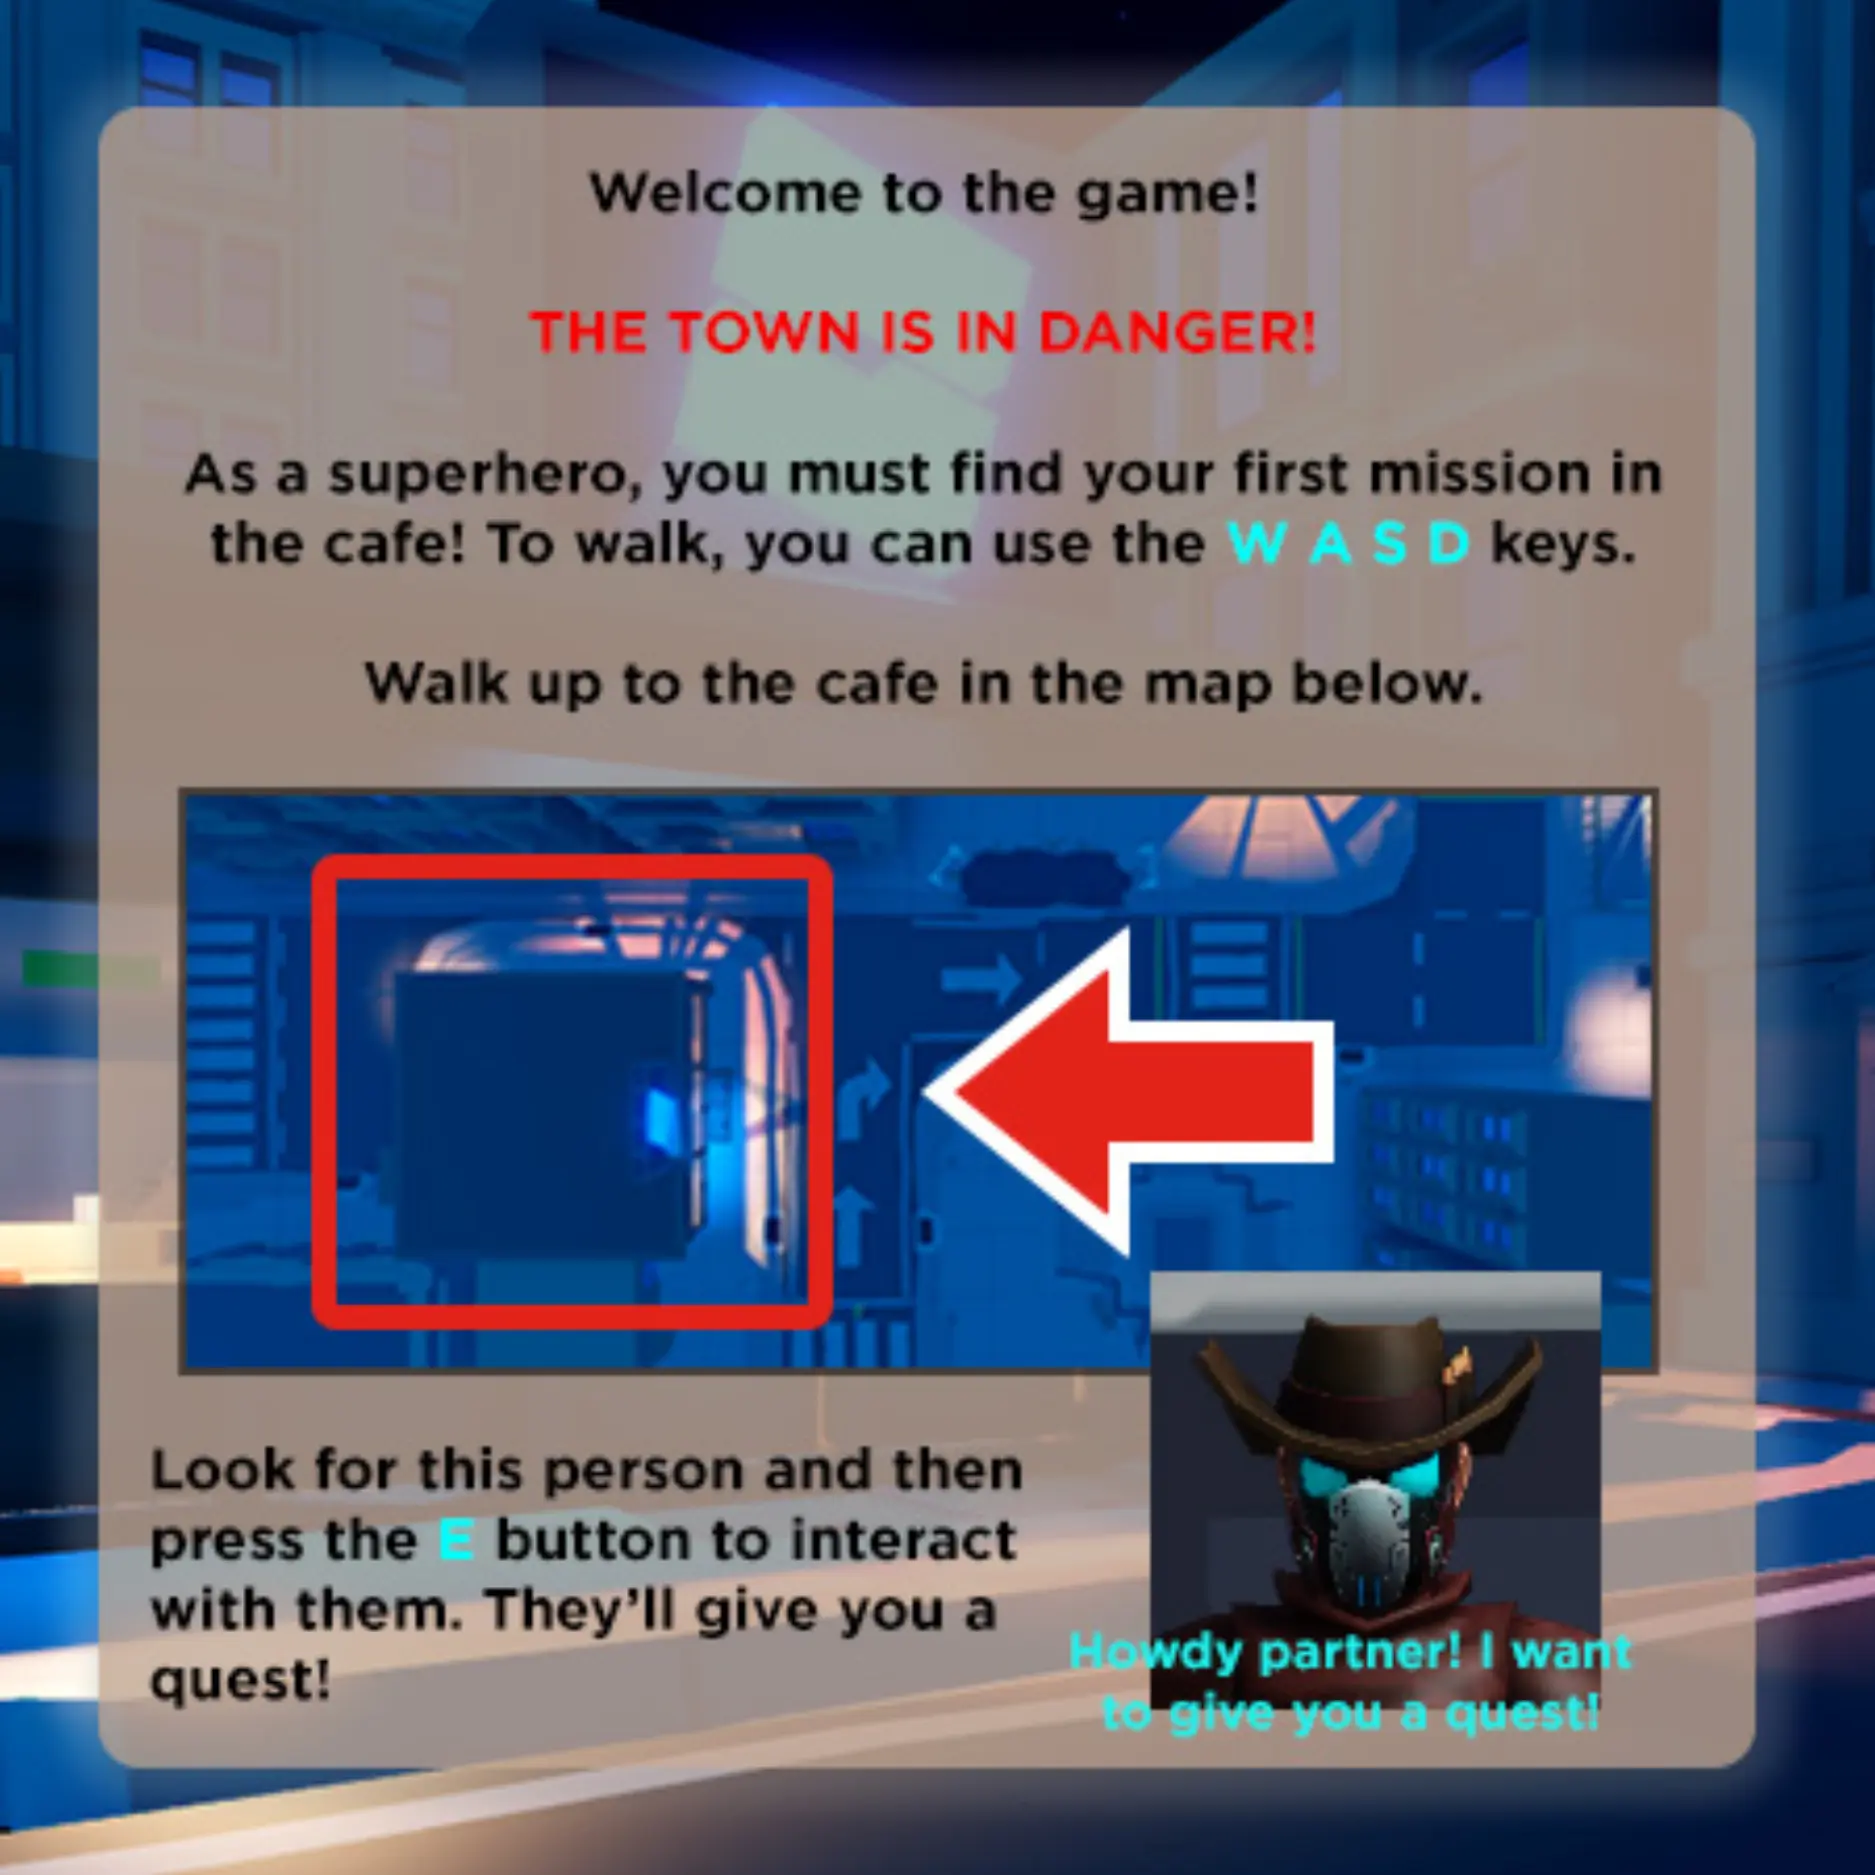 Welcome to the game!
THE TOWN IS IN DANGER!
As a superhero, you must find your first mission in
the cafe! To walk, you can use the W A S D keys.
Walk up to the cafe in the map below.
Look for this person and then
press the E button to interact
with them. They’ll give you a
quest!
Howdy partner! I want
to give you a quest!